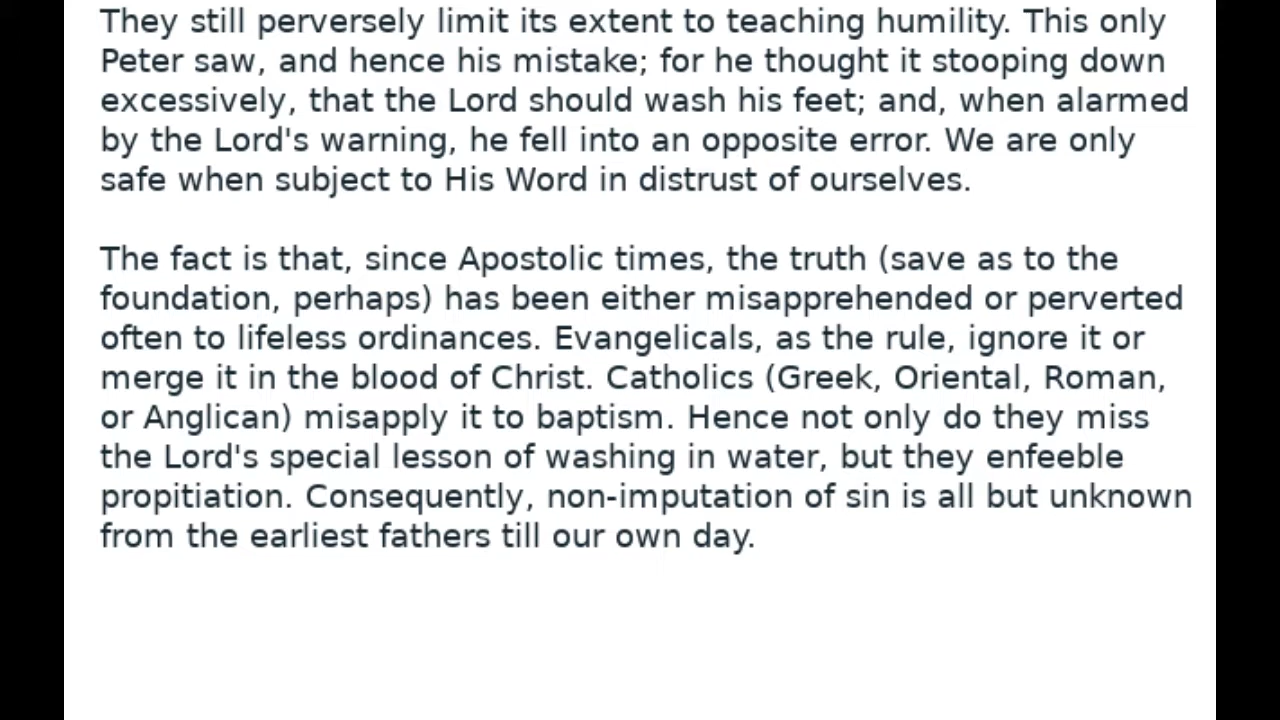 They still perversely limit its extent to teaching humility. This only
Peter saw, and hence his mistake; for he thought it stooping down
excessively, that the Lord should wash his feet; and, when alarmed
by the Lord's warning, he fell into an opposite error. We are only
safe when subject to His Word in distrust of ourselves.
The fact is that, since Apostolic times, the truth (save as to the
foundation, perhaps) has been either misapprehended or perverted
often to lifeless ordinances. Evangelicals, as the rule, ignore it or
merge it in the blood of Christ. Catholics (Greek, Oriental, Roman,
or Anglican) misapply it to baptism. Hence not only do they miss
the Lord's special lesson of washing in water, but they enfeeble
propitiation. Consequently, non-imputation of sin is all but unknown
from the earliest fathers till our own day.